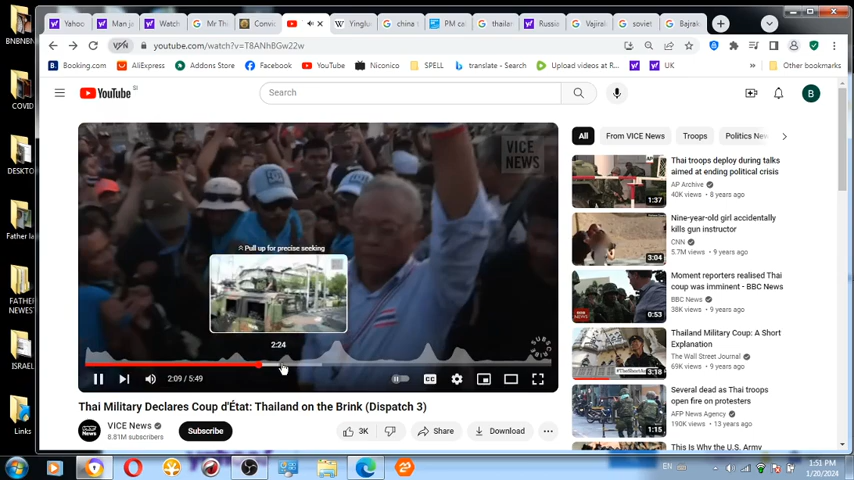 BNBNBN
COVID
DESKTO
Father la
FATHER
NEWEST
ISRAEL
Links
Yahoo
Man ja
Watch
Mr Th
Convic
Yinglu
china t
PM ca
thailar
Russia
Vajiral
soviet
Bajrak
VPN
youtube.com/watch?v=T8ANhBGw22w
Booking.com
AliExpress
Addons Store
Facebook
YouTube
Niconico
SPELL
translate - Search
Upload videos at R...
UK
»
Other bookmarks
YouTube SI
Search
B
VICE
NEWS
Pull up for precise seeking
2:24
SUBSCRIBE
2:09 / 5:49
CC
Thai Military Declares Coup d'État: Thailand on the Brink (Dispatch 3)
VICE News
8.81M subscribers
Subscribe
3K
Share
Download
All
From VICE News
Troops
Politics New
Thai troops deploy during talks
aimed at ending political crisis
AP Archive
40K views • 8 years ago
1:37
Nine-year-old girl accidentally
kills gun instructor
CNN
5.7M views • 9 years ago
3:04
Moment reporters realised Thai
coup was imminent - BBC News
BBC News
38K views • 9 years ago
0:53
Thailand Military Coup: A Short
Explanation
The Wall Street Journal
69K views • 9 years ago
3:18
Several dead as Thai troops
open fire on protesters
AFP News Agency
190K views • 13 years ago
1:15
This Is Why the U.S. Army
EN
1:51 PM
1/20/2024